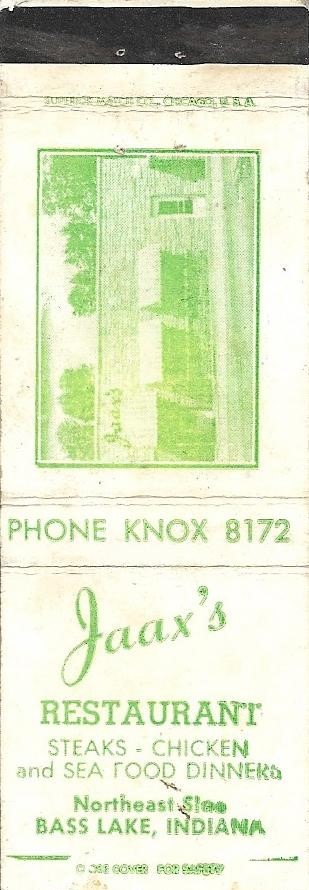 SUPERIOR MATCH CO., CHICAGO, U.S.A.
Jaax's
PHONE KNOX 8172
Jaax's
RESTAURANT
STEAKS - CHICKEN
and SEA FOOD DINNERS
Northeast Side
BASS LAKE, INDIANA
COVER FOR SAFETY